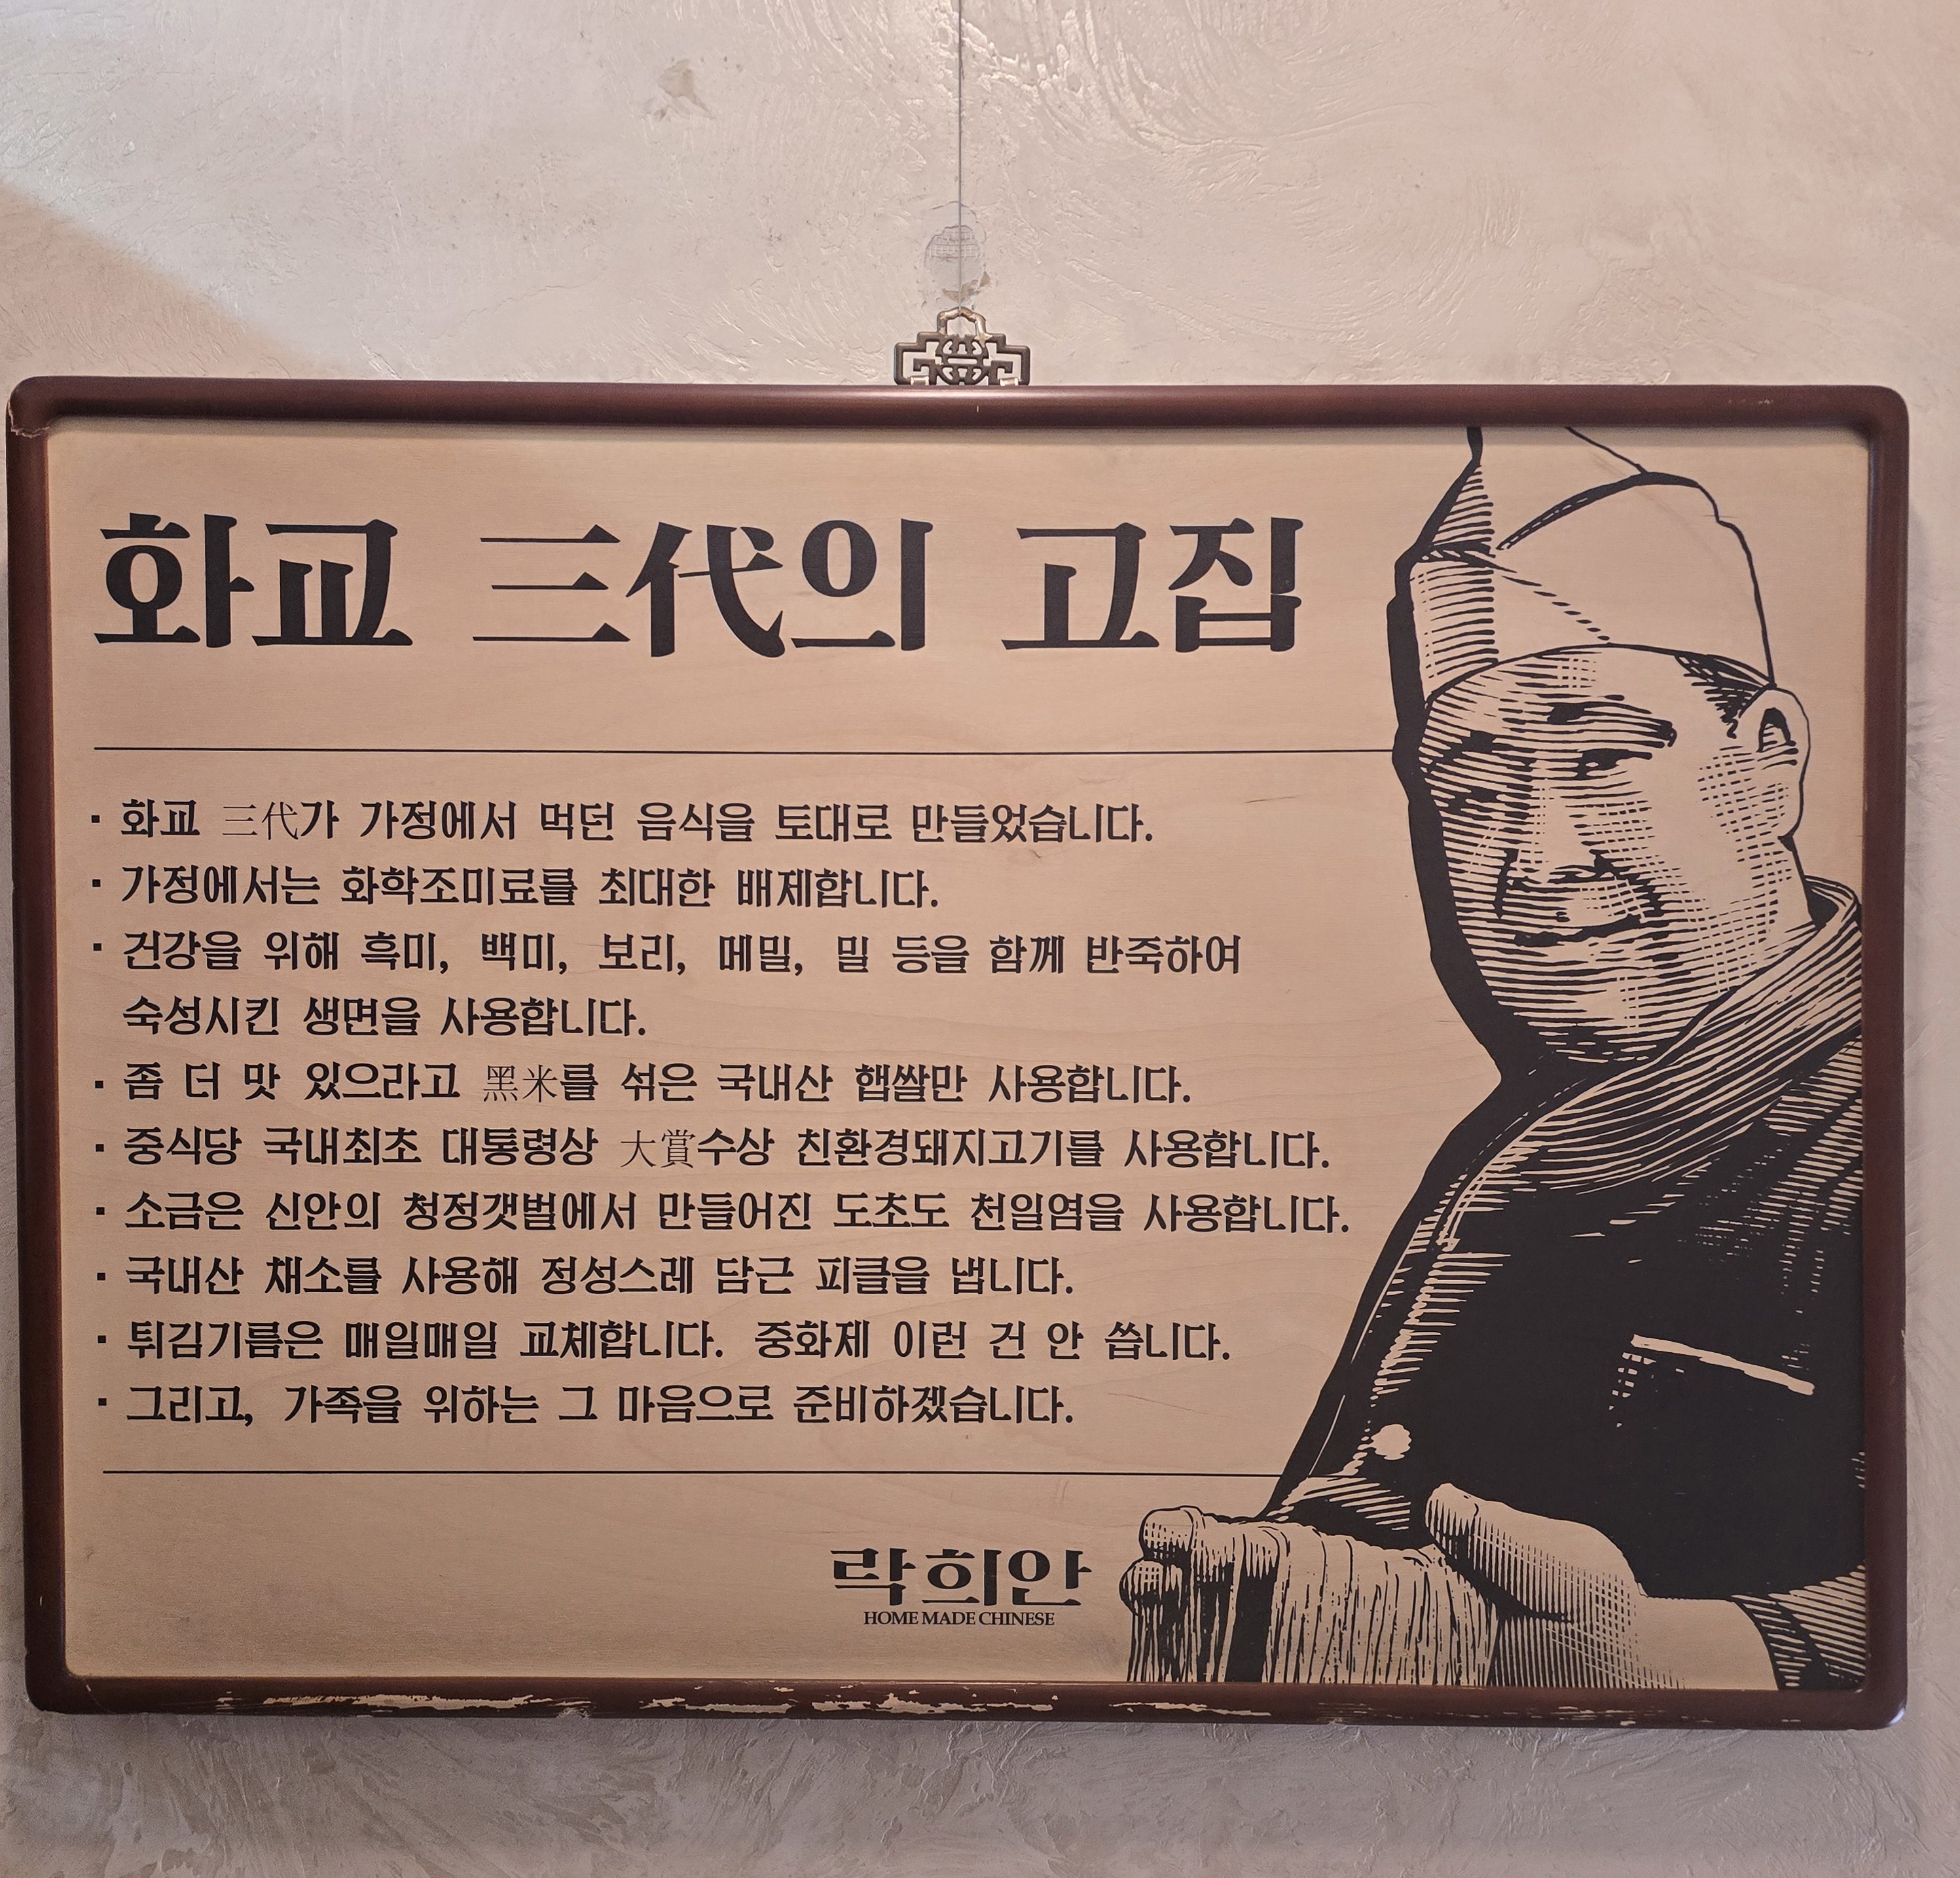 화교 三代의 고집
· 화교 三代가 가정에서 먹던 음식을 토대로 만들었습니다.
· 가정에서는 화학조미료를 최대한 배제합니다.
· 건강을 위해 흑미, 백미, 보리, 메밀, 밀 등을 함께 반죽하여
숙성시킨 생면을 사용합니다.
· 좀 더 맛 있으라고 黑米를 섞은 국내산 햅쌀만 사용합니다.
· 중식당 국내최초 대통령상 大賞수상 친환경돼지고기를 사용합니다.
· 소금은 신안의 청정갯벌에서 만들어진 도초도 천일염을 사용합니다.
· 국내산 채소를 사용해 정성스레 담근 피클을 냅니다.
· 튀김기름은 매일매일 교체합니다. 중화제 이런 건 안 씁니다.
· 그리고, 가족을 위하는 그 마음으로 준비하겠습니다.
락희안
HOME MADE CHINESE